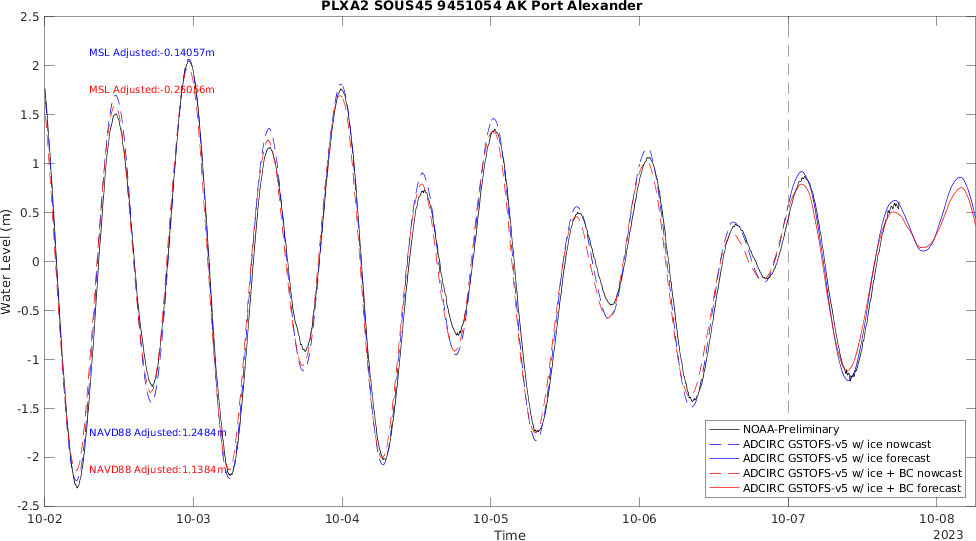 PLXA2 SOUS45 9451054 AK Port Alexander
2.5
2
1.5
1
0.5
0
-0.5
-1
-1.5
-2
-2.5
Water Level (m)
MSL Adjusted:-0.14057m
MSL Adjusted:-0.25056m
NAVD88 Adjusted:1.2484m
NAVD88 Adjusted:1.1384m
NOAA-Preliminary
ADCIRC GSTOFS-v5 w/ ice nowcast
ADCIRC GSTOFS-v5 w/ ice forecast
ADCIRC GSTOFS-v5 w/ ice + BC nowcast
ADCIRC GSTOFS-v5 w/ ice + BC forecast
10-02
10-03
10-04
10-05
10-06
10-07
10-08
Time
2023